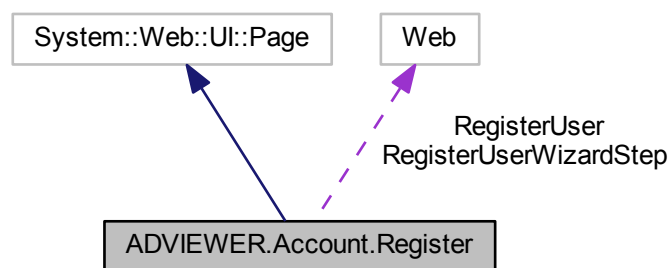 System::Web::UI::Page
Web
RegisterUser
RegisterUserWizardStep
ADVIEWER.Account.Register